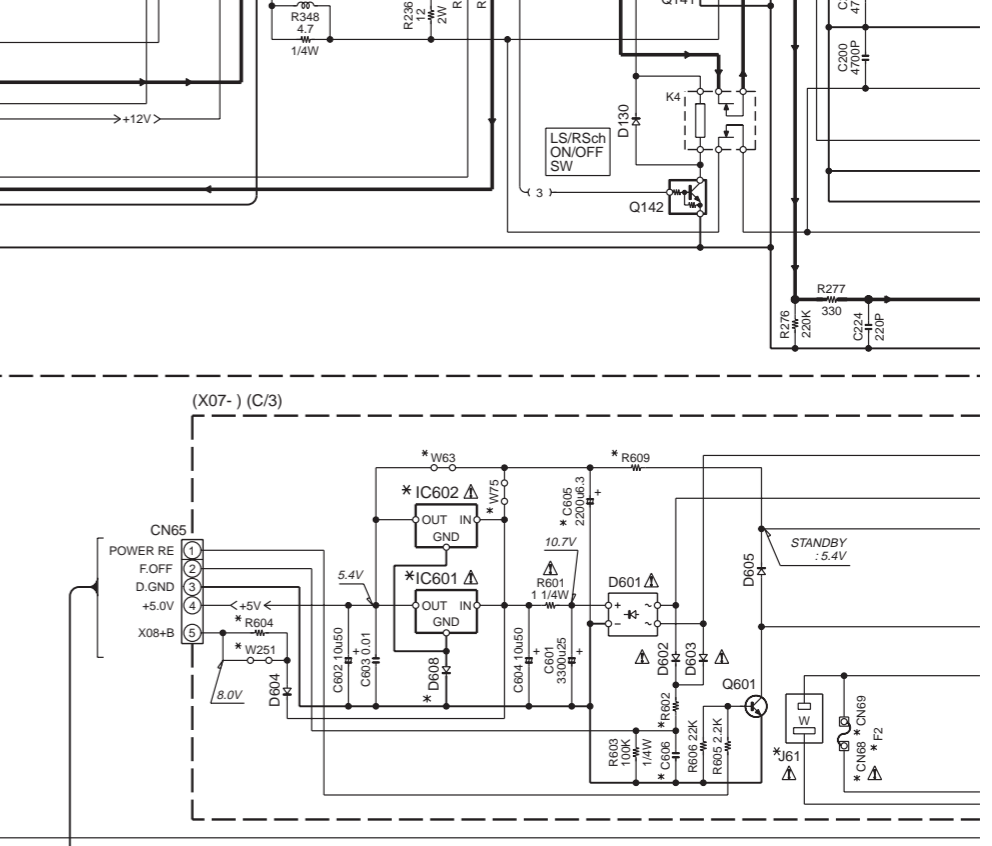 R348
4.7
1/4W
R236
12
2W
R
R
Q141
C200
4700P
K4
D130
+12V
LS/RSch
ON/OFF
SW
3
Q142
R277
330
R276
220K
C224
220P
(X07- ) (C/3)
* W63
* R609
* IC602
OUT IN
GND
* W75
* C605
2200u6.3
+
CN65
POWER RE 1
F.OFF 2
D.GND 3
+5.0V 4
X08+B 5
+5V
5.4V
* IC601
OUT IN
GND
10.7V
R601
1 1/4W
D601
+ ~
− ~
STANDBY
: 5.4V
D605
* R604
* W251
8.0V
D604
C602 10u50
+
C603 0.01
* D608
C604 10u50
+
C601
3300u25
+
D602
D603
* R602
Q601
R603
100K
1/4W
* C606
R606 22K
R605 2.2K
W
* J61
* CN69
* CN68
* F2